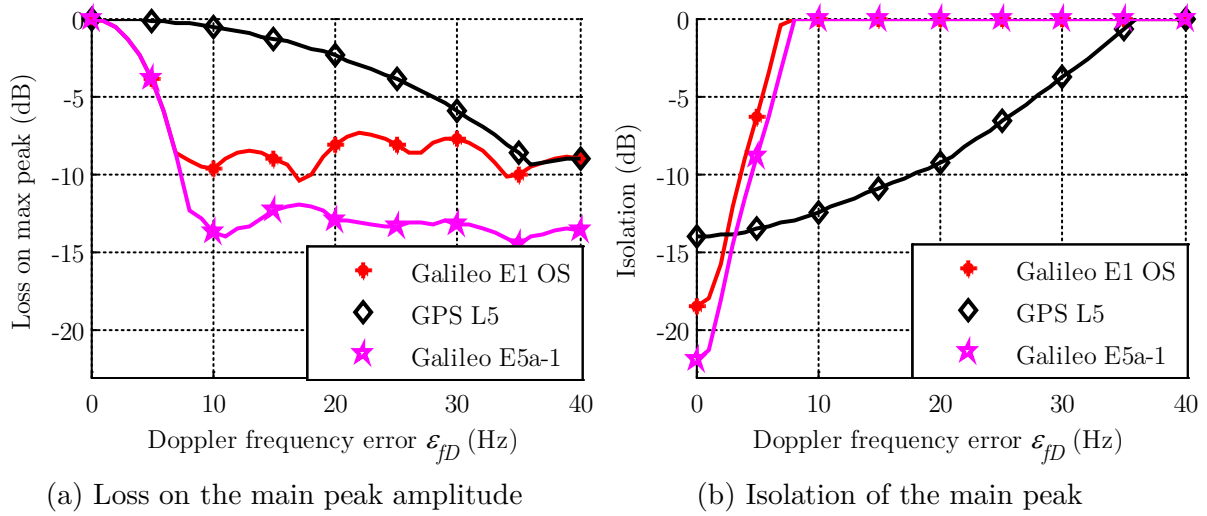 Loss on max peak (dB)
0
-5
-10
-15
-20
0 10 20 30 40
Doppler frequency error εfD (Hz)
Galileo E1 OS
GPS L5
Galileo E5a-1
(a) Loss on the main peak amplitude
Isolation (dB)
0
-5
-10
-15
-20
0 10 20 30 40
Doppler frequency error εfD (Hz)
Galileo E1 OS
GPS L5
Galileo E5a-1
(b) Isolation of the main peak